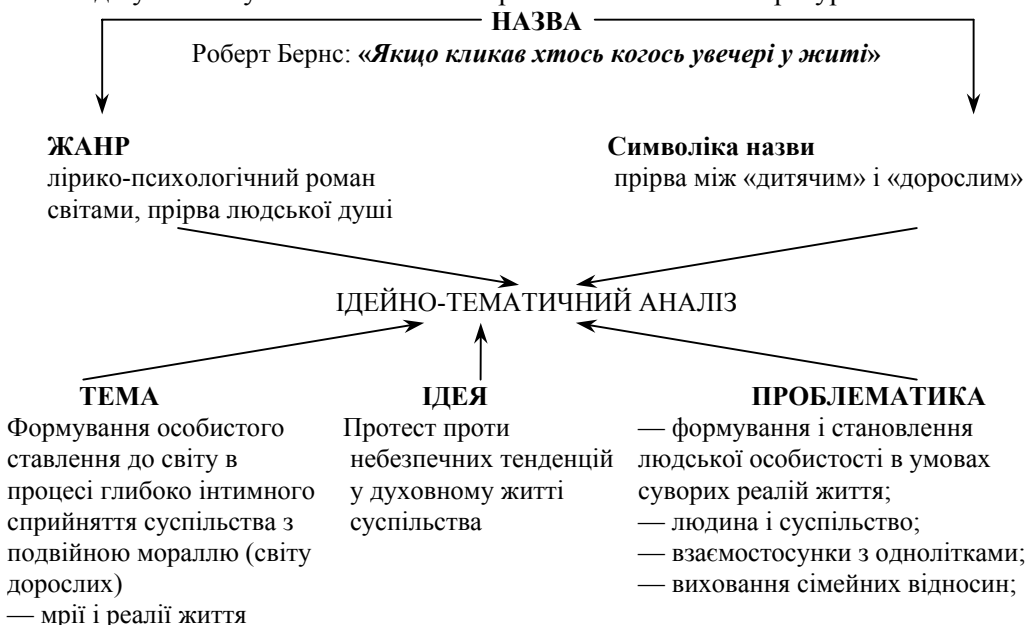 НАЗВА
Роберт Бернс: «Якщо кликав хтось когось увечері у житі»
ЖАНР
лірико-психологічний роман
світами, прірва людської душі
Символіка назви
прірва між «дитячим» і «дорослим»
ІДЕЙНО-ТЕМАТИЧНИЙ АНАЛІЗ
ТЕМА
Формування особистого
ставлення до світу в
процесі глибоко інтимного
сприйняття суспільства з
подвійною мораллю (світу
дорослих)
— мрії і реалії життя
ІДЕЯ
Протест проти
небезпечних тенденцій
у духовному житті
суспільства
ПРОБЛЕМАТИКА
— формування і становлення
людської особистості в умовах
суворих реалій життя;
— людина і суспільство;
— взаємостосунки з однолітками;
— виховання сімейних відносин;